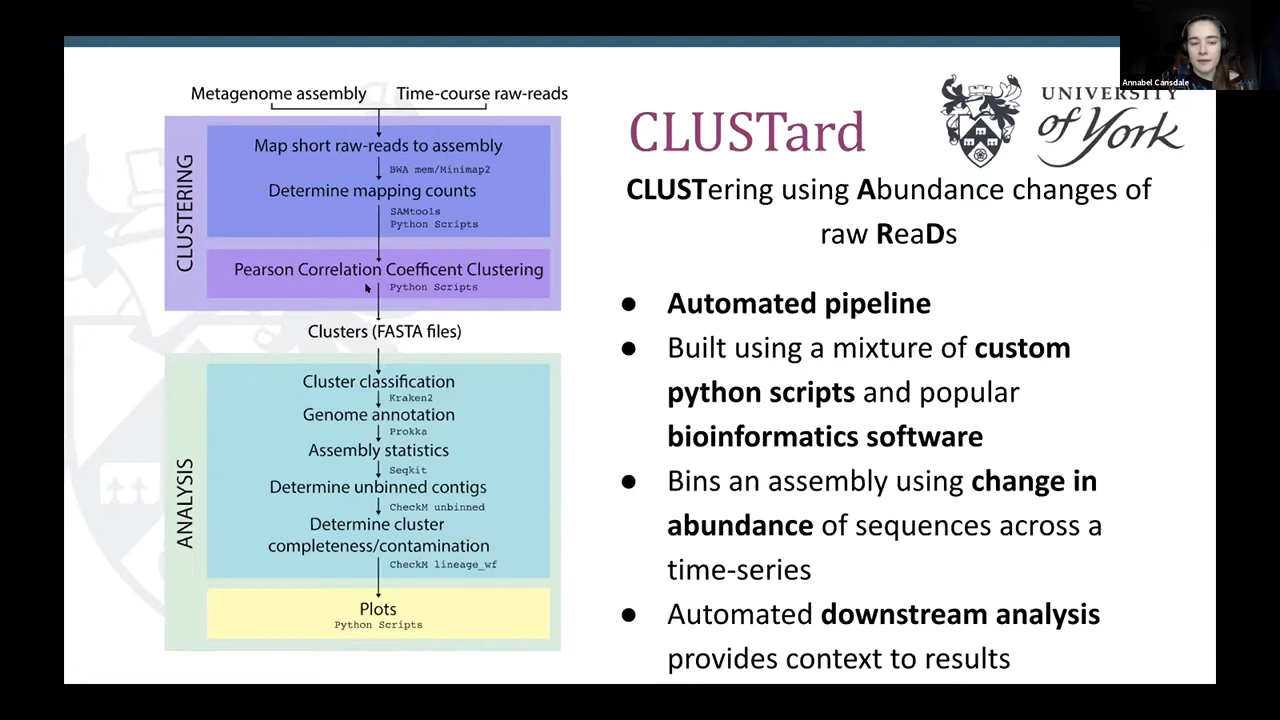 Annabel Cansdale
Metagenome assembly
Time-course raw-reads
CLUSTERING
Map short raw-reads to assembly
BWA mem/Minimap2
Determine mapping counts
SAMtools
Python Scripts
Pearson Correlation Coefficent Clustering
Python Scripts
Clusters (FASTA files)
ANALYSIS
Cluster classification
Kraken2
Genome annotation
Prokka
Assembly statistics
Seqkit
Determine unbinned contigs
CheckM unbinned
Determine cluster
completeness/contamination
CheckM lineage_wf
Plots
Python Scripts
CLUSTard
UNIVERSITY
of York
CLUSTering using Abundance changes of
raw ReaDs
● Automated pipeline
● Built using a mixture of custom
python scripts and popular
bioinformatics software
● Bins an assembly using change in
abundance of sequences across a
time-series
● Automated downstream analysis
provides context to results